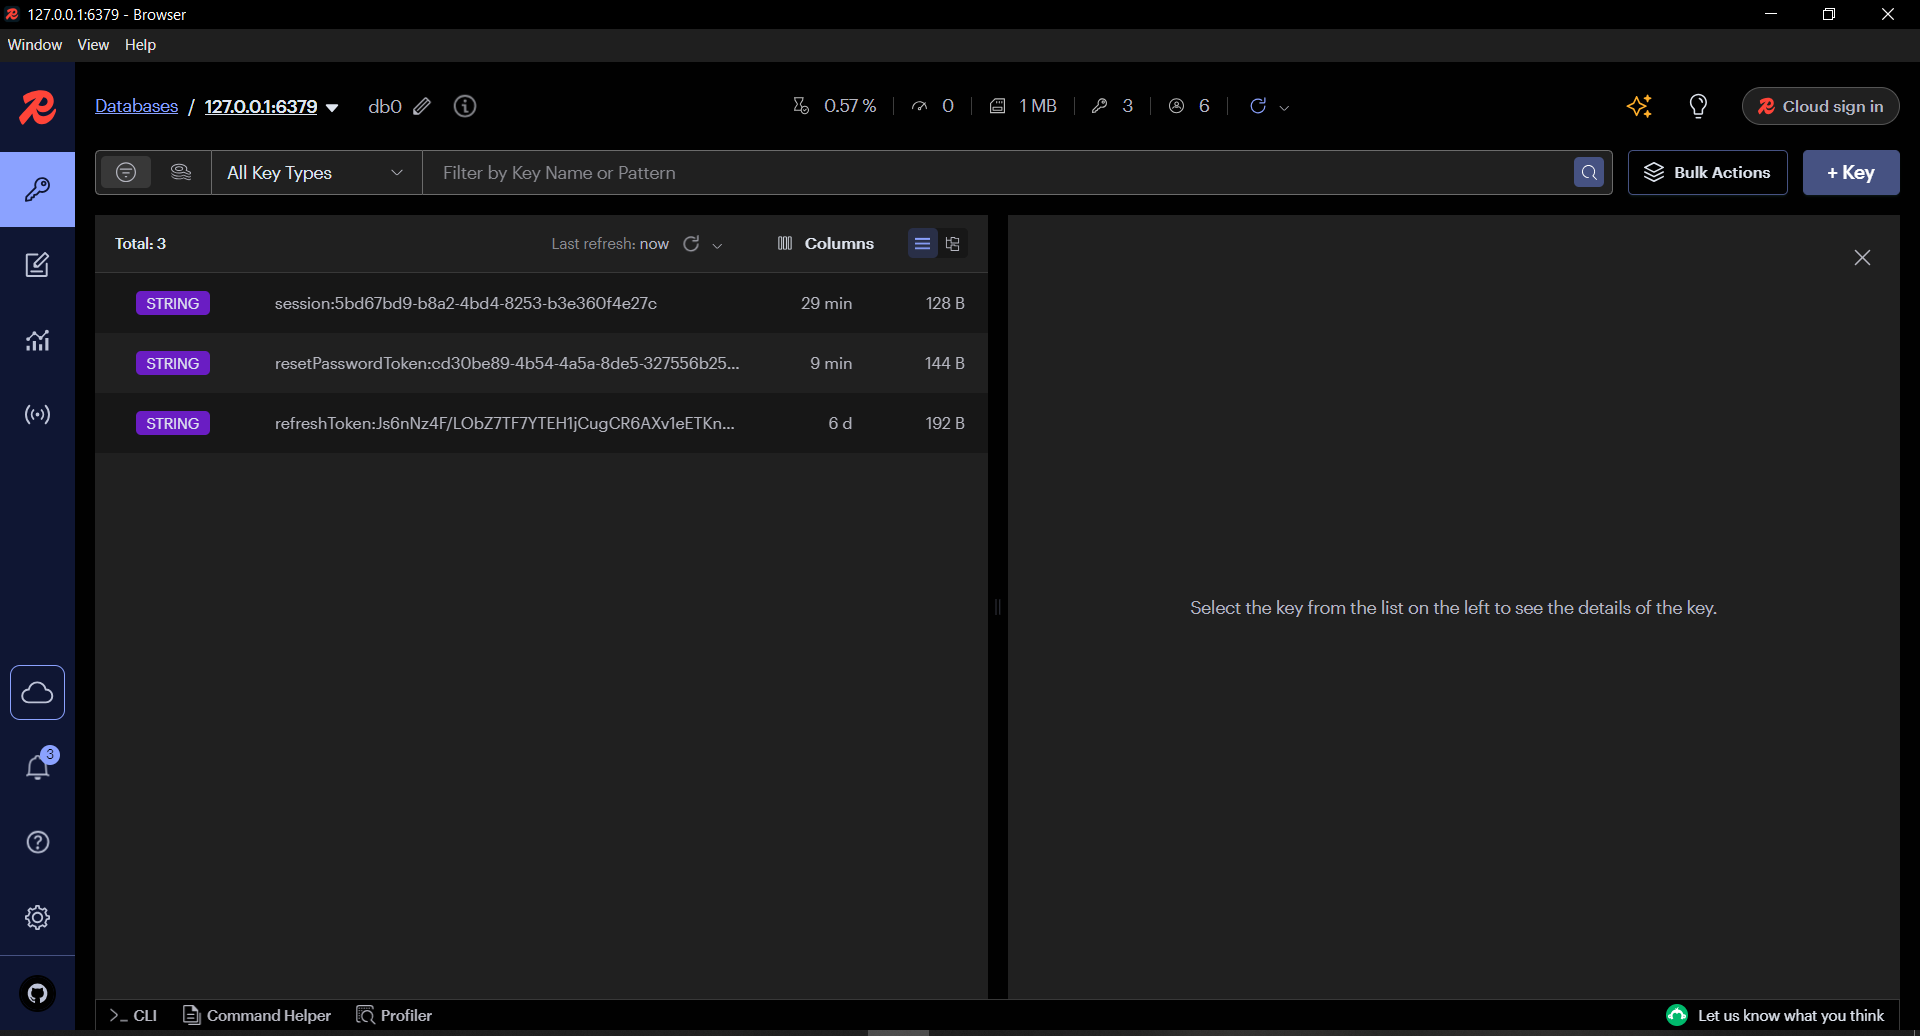 127.0.0.1:6379 - Browser
Window View Help
Databases / 127.0.0.1:6379 db0 0.57 % 0 1 MB 3 6 Cloud sign in
All Key Types Filter by Key Name or Pattern Bulk Actions + Key
Total: 3 Last refresh: now Columns
STRING session:5bd67bd9-b8a2-4bd4-8253-b3e360f4e27c 29 min 128 B
STRING resetPasswordToken:cd30be89-4b54-4a5a-8de5-327556b25... 9 min 144 B
STRING refreshToken:Js6nNz4F/LObZ7TF7YTEH1jCugCR6AXv1eETKn... 6 d 192 B
Select the key from the list on the left to see the details of the key.
3
>_ CLI Command Helper Profiler Let us know what you think